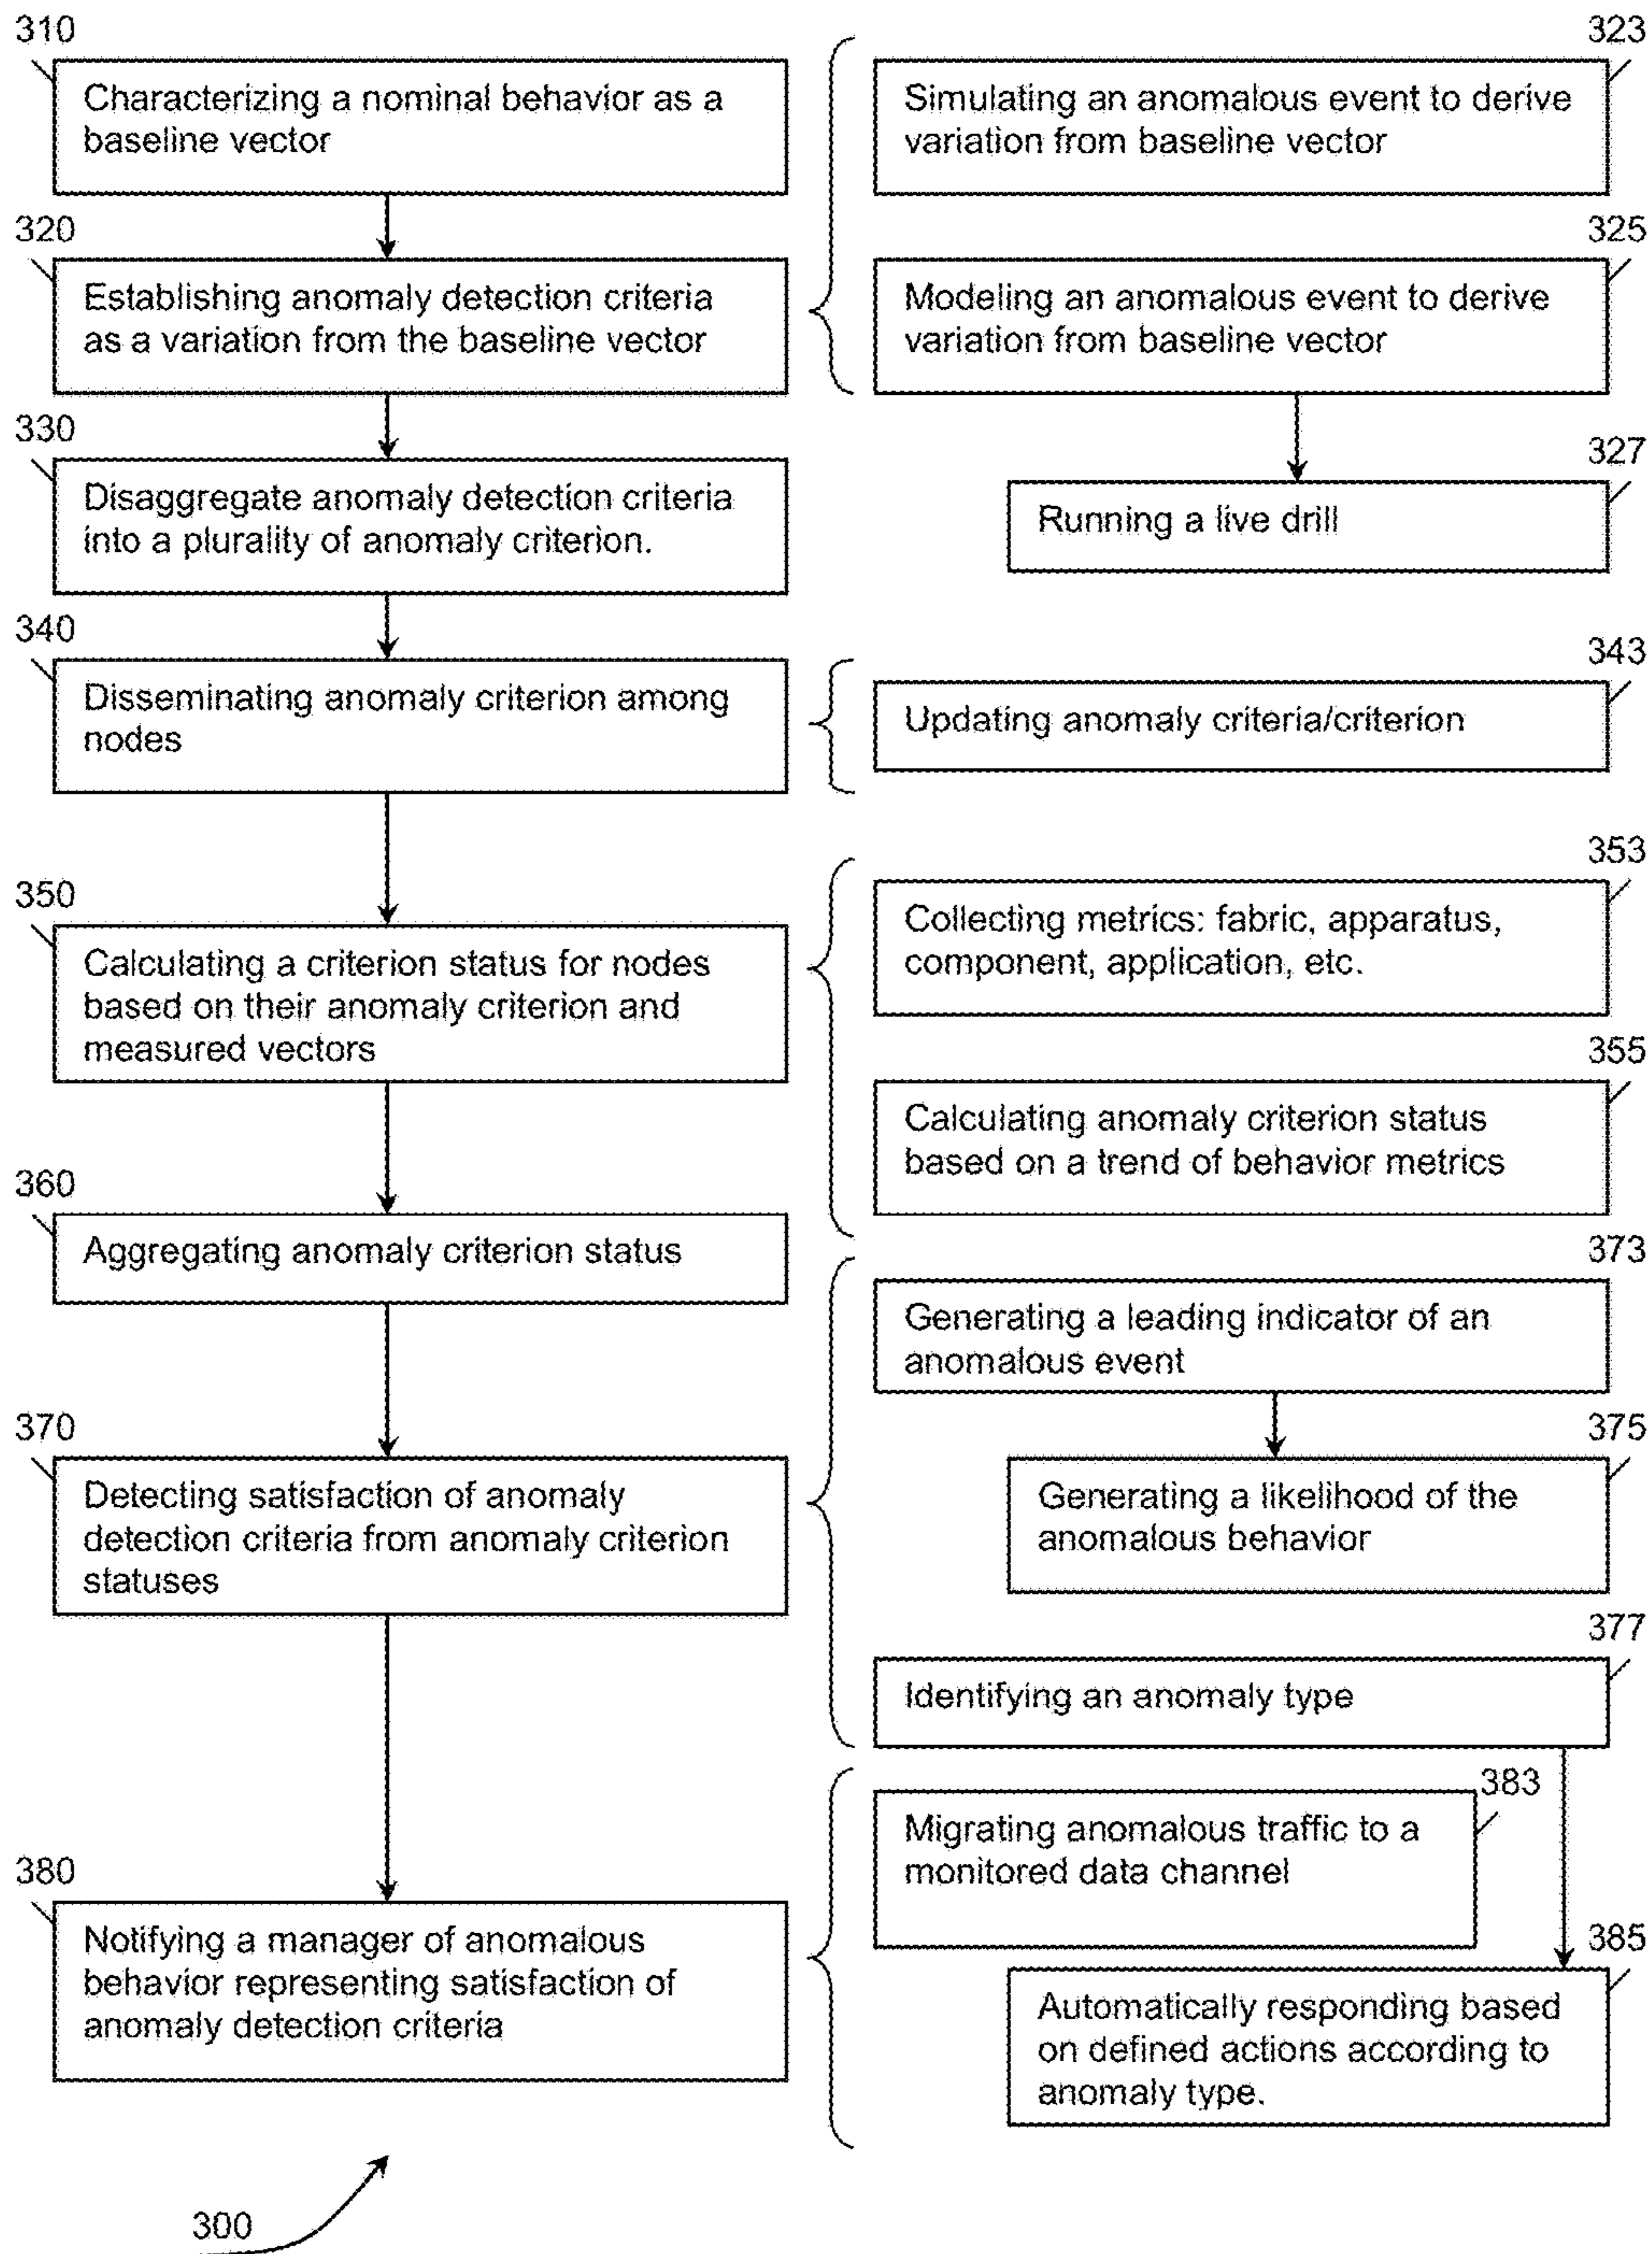 310
Characterizing a nominal behavior as a
baseline vector
320
Establishing anomaly detection criteria
as a variation from the baseline vector
323
Simulating an anomalous event to derive
variation from baseline vector
325
Modeling an anomalous event to derive
variation from baseline vector
327
Running a live drill
330
Disaggregate anomaly detection criteria
into a plurality of anomaly criterion.
340
Disseminating anomaly criterion among
nodes
343
Updating anomaly criteria/criterion
350
Calculating a criterion status for nodes
based on their anomaly criterion and
measured vectors
353
Collecting metrics: fabric, apparatus,
component, application, etc.
355
Calculating anomaly criterion status
based on a trend of behavior metrics
360
Aggregating anomaly criterion status
370
Detecting satisfaction of anomaly
detection criteria from anomaly criterion
statuses
373
Generating a leading indicator of an
anomalous event
375
Generating a likelihood of the
anomalous behavior
377
Identifying an anomaly type
380
Notifying a manager of anomalous
behavior representing satisfaction of
anomaly detection criteria
383
Migrating anomalous traffic to a
monitored data channel
385
Automatically responding based
on defined actions according to
anomaly type.
300